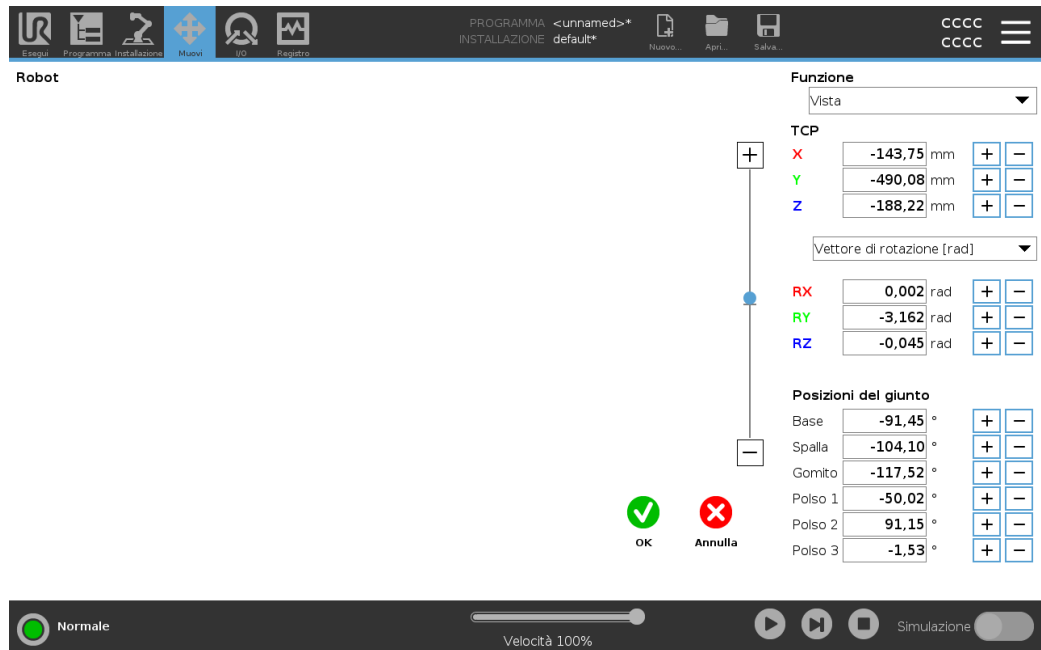 PROGRAMMA <unnamed>*
INSTALLAZIONE default*
cccc
cccc
Esegui Programma Installazione Muovi I/O Registro Nuovo... Apri... Salva...
Robot
Funzione
Vista
TCP
X -143,75 mm + −
Y -490,08 mm + −
Z -188,22 mm + −
Vettore di rotazione [rad]
RX 0,002 rad + −
RY -3,162 rad + −
RZ -0,045 rad + −
Posizioni del giunto
Base -91,45 ° + −
Spalla -104,10 ° + −
Gomito -117,52 ° + −
Polso 1 -50,02 ° + −
Polso 2 91,15 ° + −
Polso 3 -1,53 ° + −
+
−
OK Annulla
Normale
Velocità 100%
Simulazione